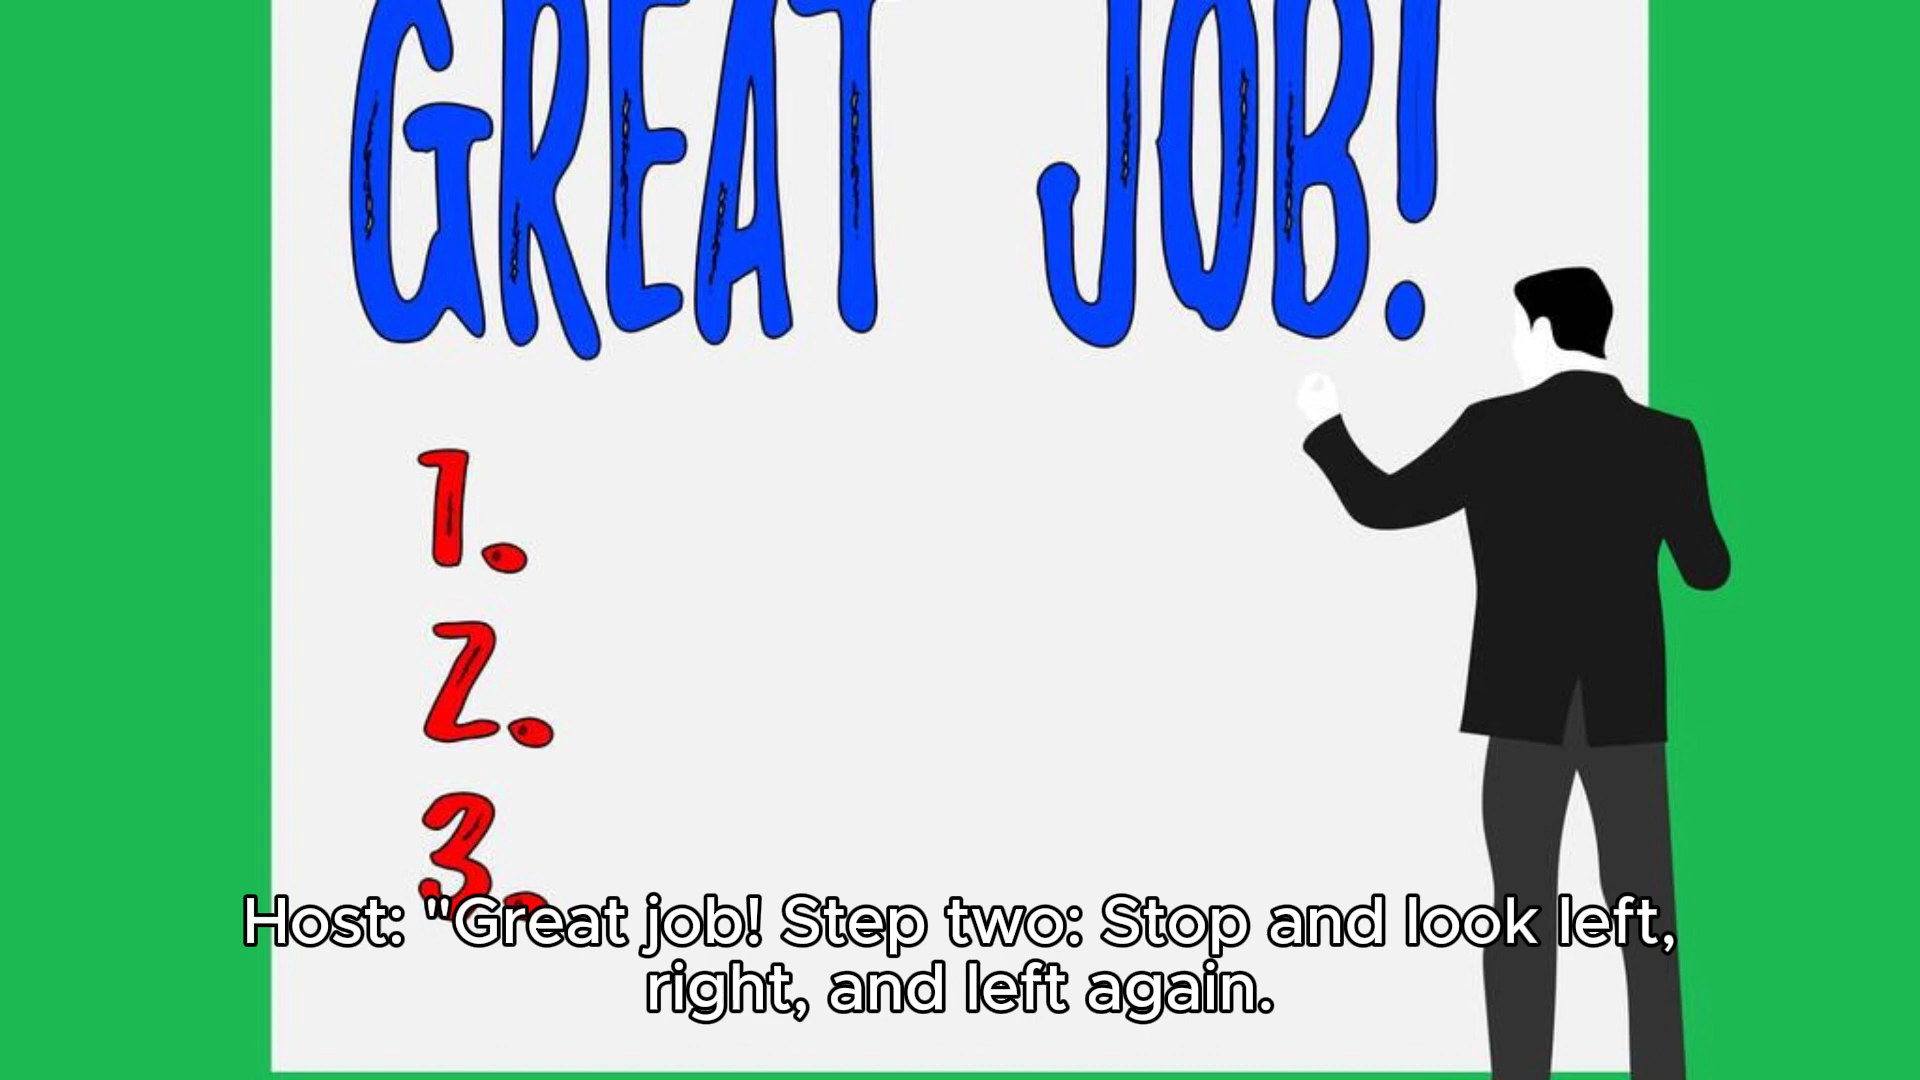 GREAT JOB!
1.
2.
3.
Host: "Great job! Step two: Stop and look left,
right, and left again.